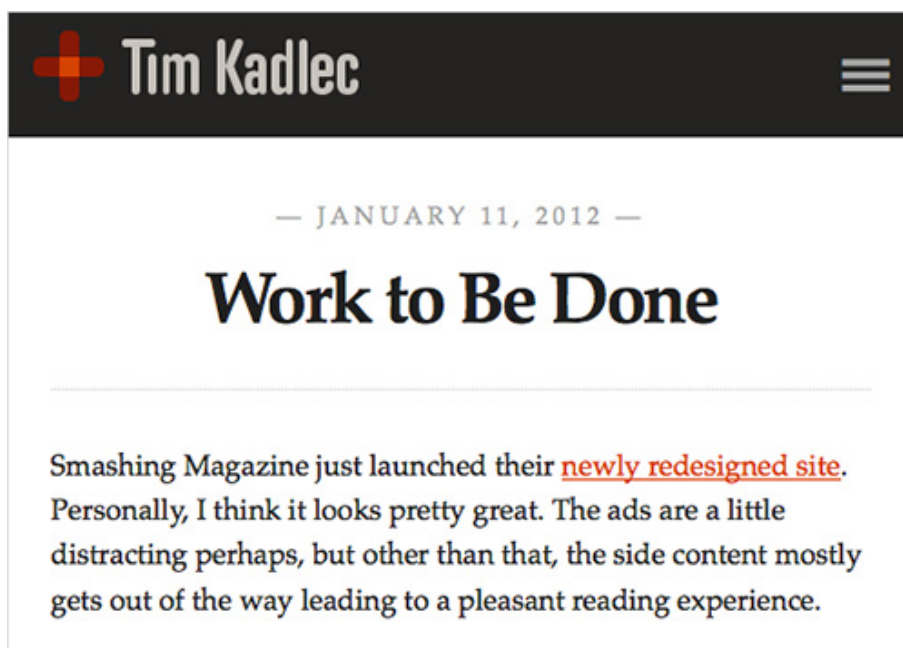 Tim Kadlec
— JANUARY 11, 2012 —
Work to Be Done
Smashing Magazine just launched their newly redesigned site.
Personally, I think it looks pretty great. The ads are a little
distracting perhaps, but other than that, the side content mostly
gets out of the way leading to a pleasant reading experience.